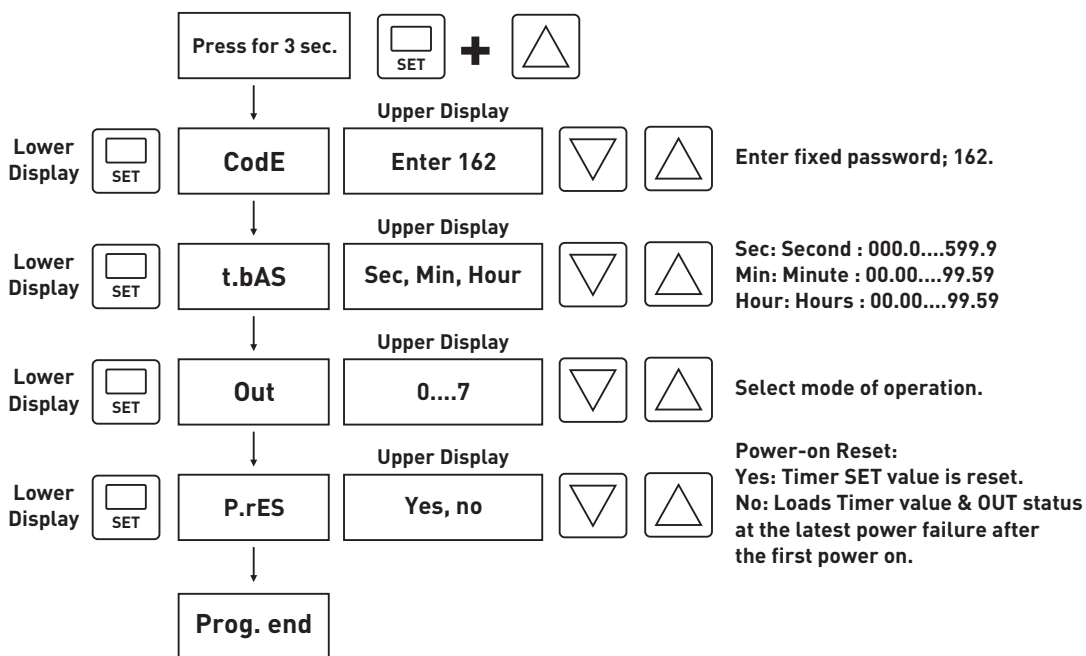 Press for 3 sec.
SET
Upper Display
Lower
Display
SET
CodE
Enter 162
Enter fixed password; 162.
Upper Display
Lower
Display
SET
t.bAS
Sec, Min, Hour
Sec: Second : 000.0....599.9
Min: Minute : 00.00....99.59
Hour: Hours : 00.00....99.59
Upper Display
Lower
Display
SET
Out
0....7
Select mode of operation.
Upper Display
Lower
Display
SET
P.rES
Yes, no
Power-on Reset:
Yes: Timer SET value is reset.
No: Loads Timer value & OUT status
at the latest power failure after
the first power on.
Prog. end